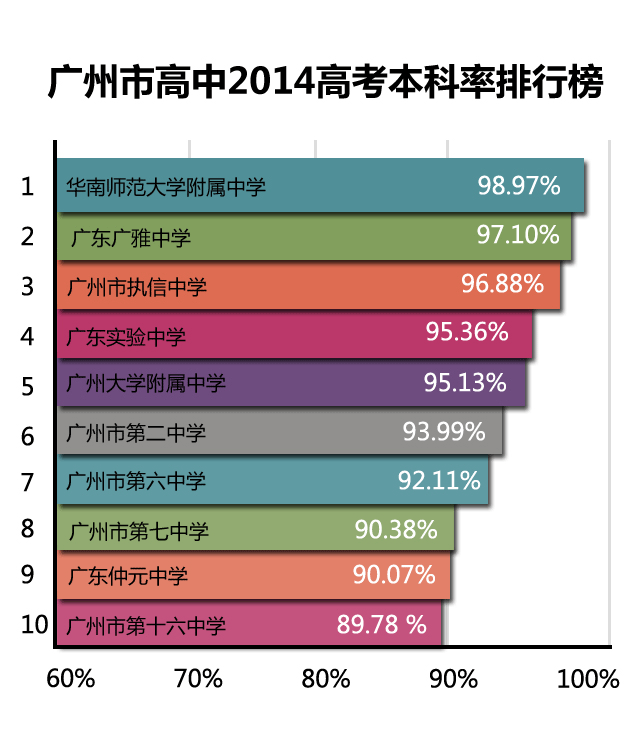 广州市高中2014高考本科率排行榜
1 华南师范大学附属中学 98.97%
2 广东广雅中学 97.10%
3 广州市执信中学 96.88%
4 广东实验中学 95.36%
5 广州大学附属中学 95.13%
6 广州市第二中学 93.99%
7 广州市第六中学 92.11%
8 广州市第七中学 90.38%
9 广东仲元中学 90.07%
10 广州市第十六中学 89.78 %
60% 70% 80% 90% 100%